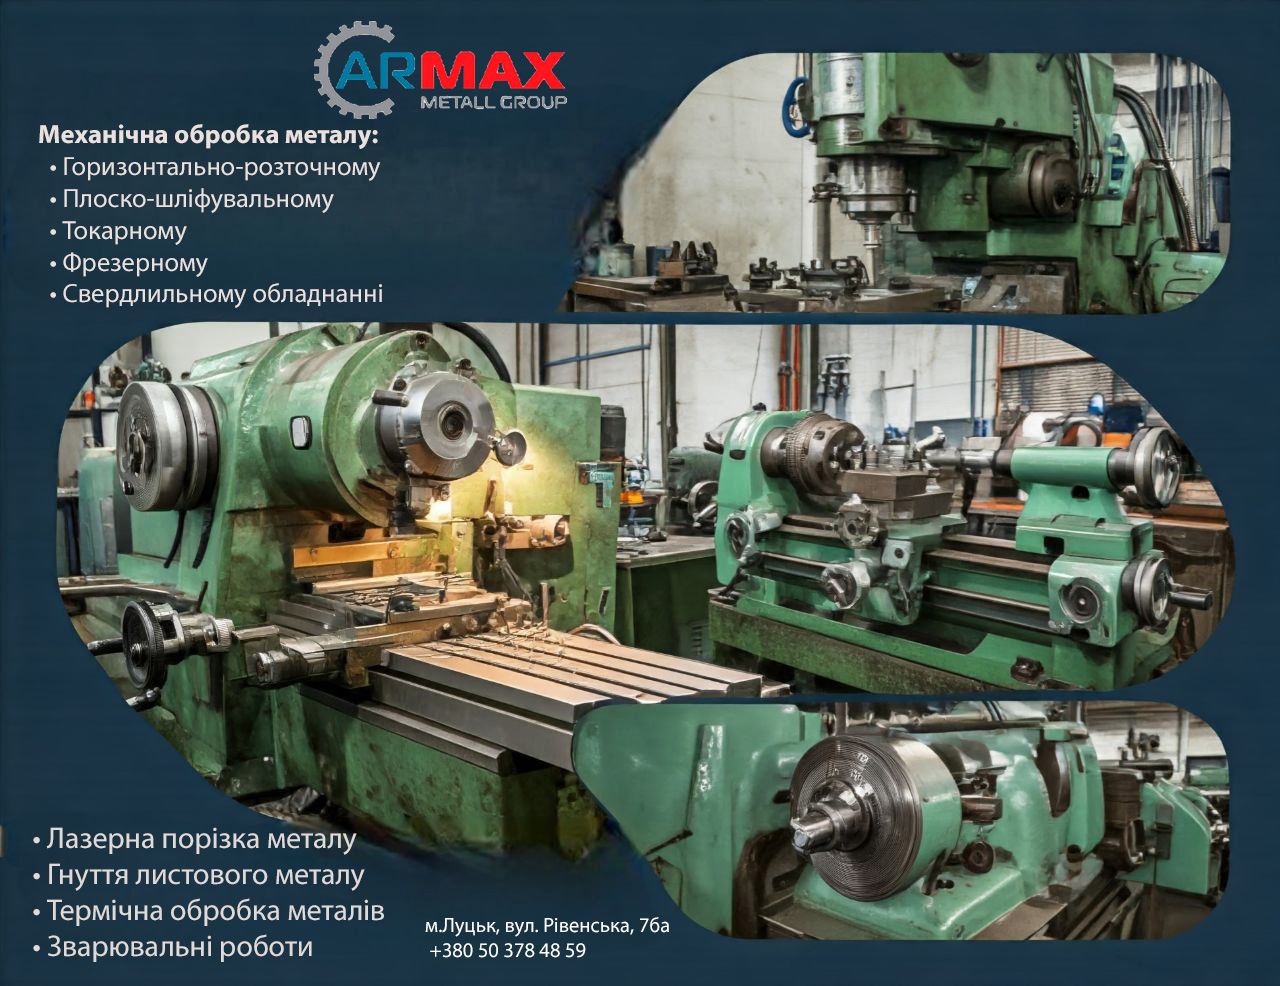 ARMAX
METALL GROUP
Механічна обробка металу:
• Горизонтально-розточному
• Плоско-шліфувальному
• Токарному
• Фрезерному
• Свердлильному обладнанні
• Лазерна порізка металу
• Гнуття листового металу
• Термічна обробка металів
• Зварювальні роботи
м.Луцьк, вул. Рівенська, 76а
+380 50 378 48 59